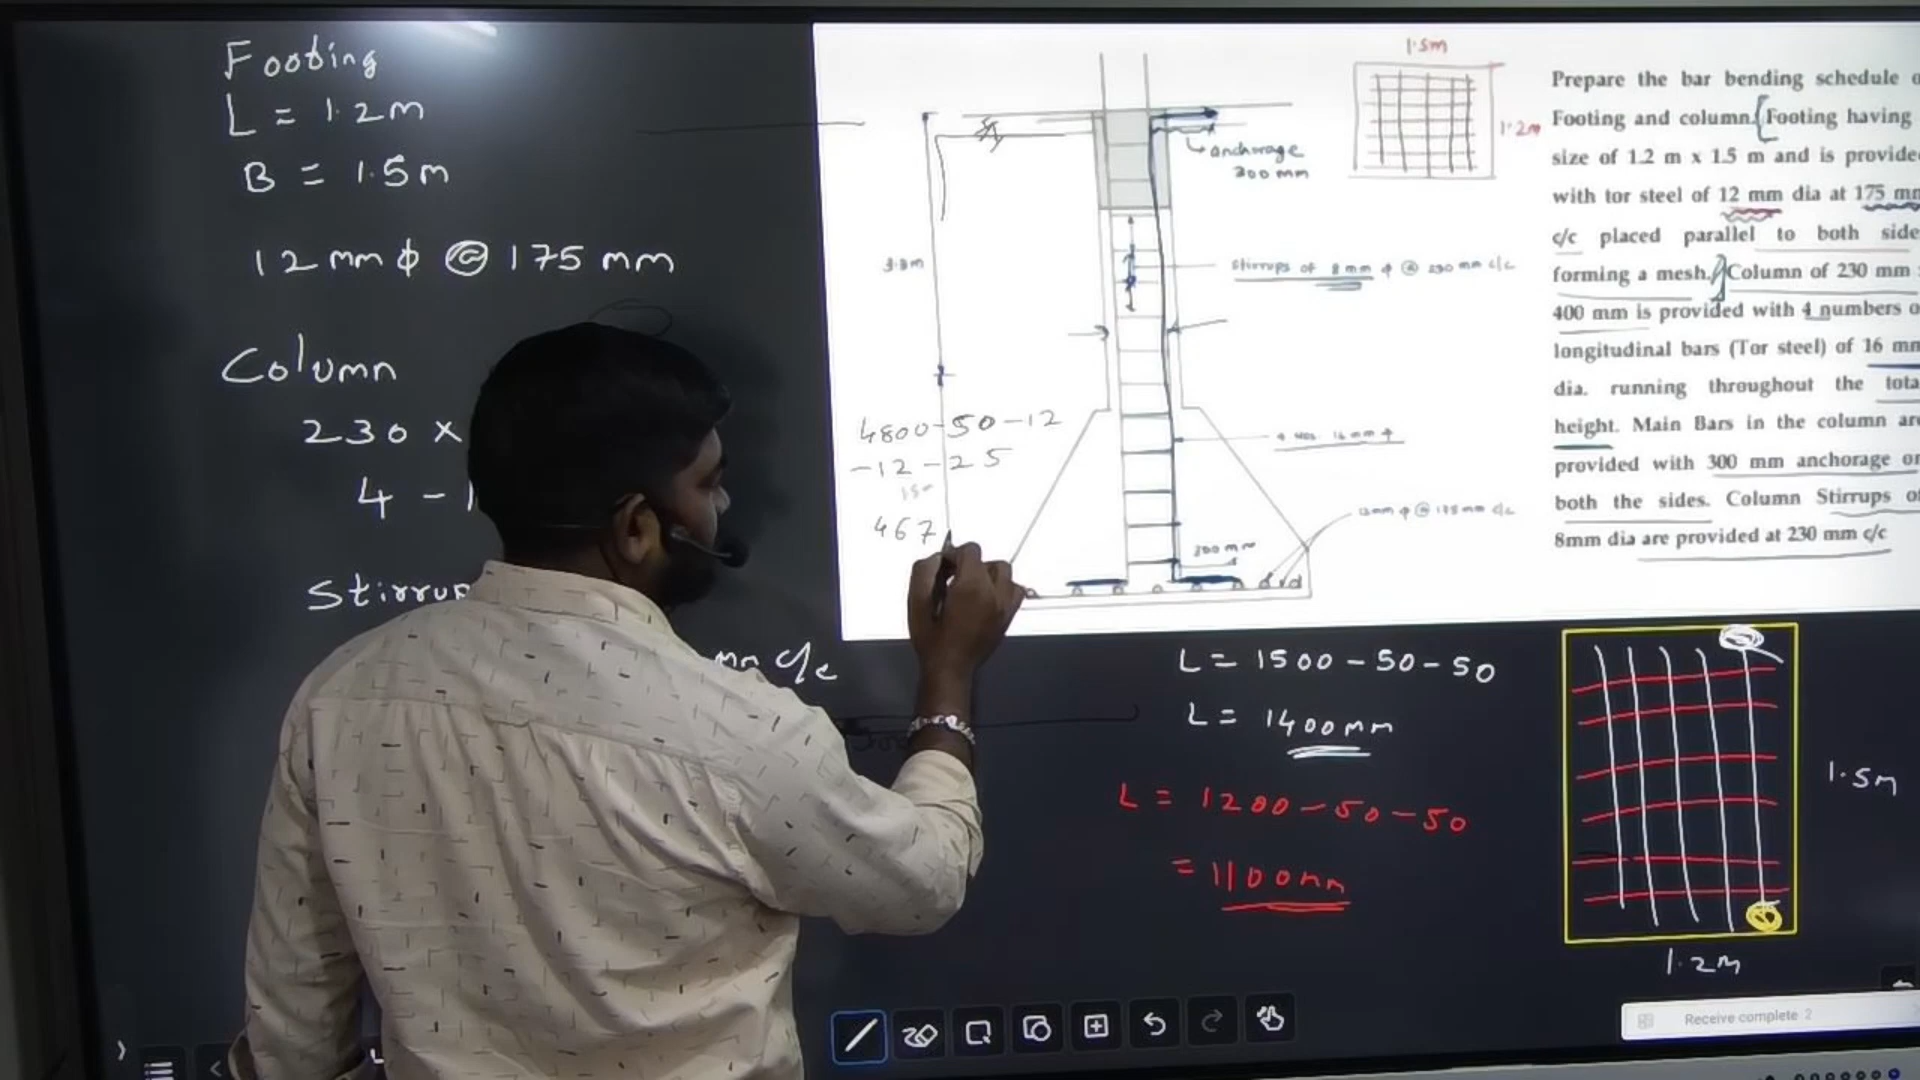 Footing
L = 1.2m
B = 1.5m
12 mm ϕ @ 175 mm
Column
230 ×
4 -
Stirrup
mm c/c
anchorage
300 mm
Stirrups of 8 mm ϕ @ 230 mm c/c
4800-50-12
-12-25
467
4 nos. 16 mm ϕ
12mm ϕ @ 175 mm c/c
300 mm
1.5m
1.2m
Prepare the bar bending schedule o
Footing and column. Footing having
size of 1.2 m x 1.5 m and is provide
with tor steel of 12 mm dia at 175 mm
c/c placed parallel to both side
forming a mesh. Column of 230 mm
400 mm is provided with 4 numbers o
longitudinal bars (Tor steel) of 16 mm
dia. running throughout the tota
height. Main Bars in the column are
provided with 300 mm anchorage on
both the sides. Column Stirrups of
8mm dia are provided at 230 mm c/c
L = 1500-50-50
L = 1400mm
L = 1200-50-50
= 1100mm
1.5m
1.2m
Receive complete 2